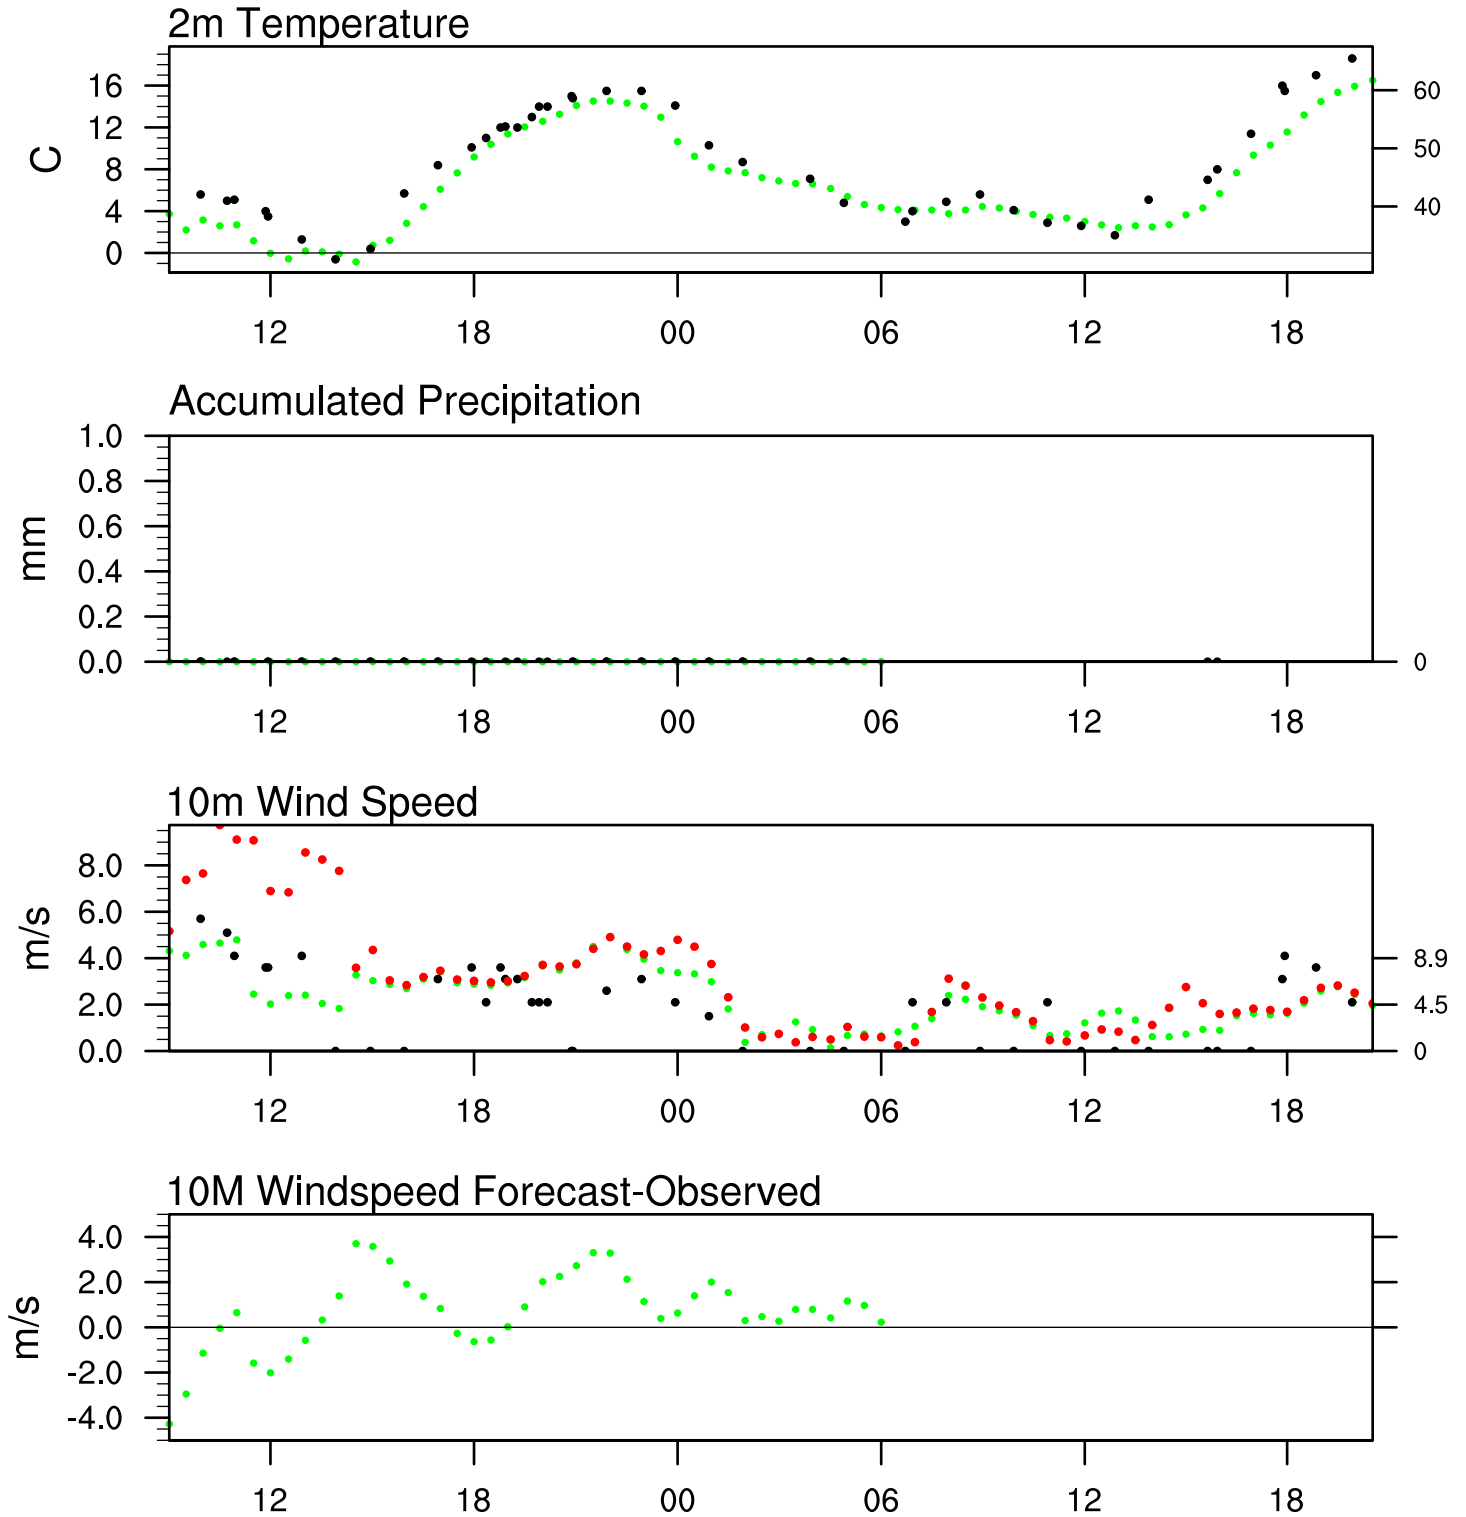 2m Temperature
16
12
8
4
0
C
60
50
40
12 18 00 06 12 18
Accumulated Precipitation
1.0
0.8
0.6
0.4
0.2
0.0
mm
0
12 18 00 06 12 18
10m Wind Speed
8.0
6.0
4.0
2.0
0.0
m/s
8.9
4.5
0
12 18 00 06 12 18
10M Windspeed Forecast-Observed
4.0
2.0
0.0
-2.0
-4.0
m/s
12 18 00 06 12 18